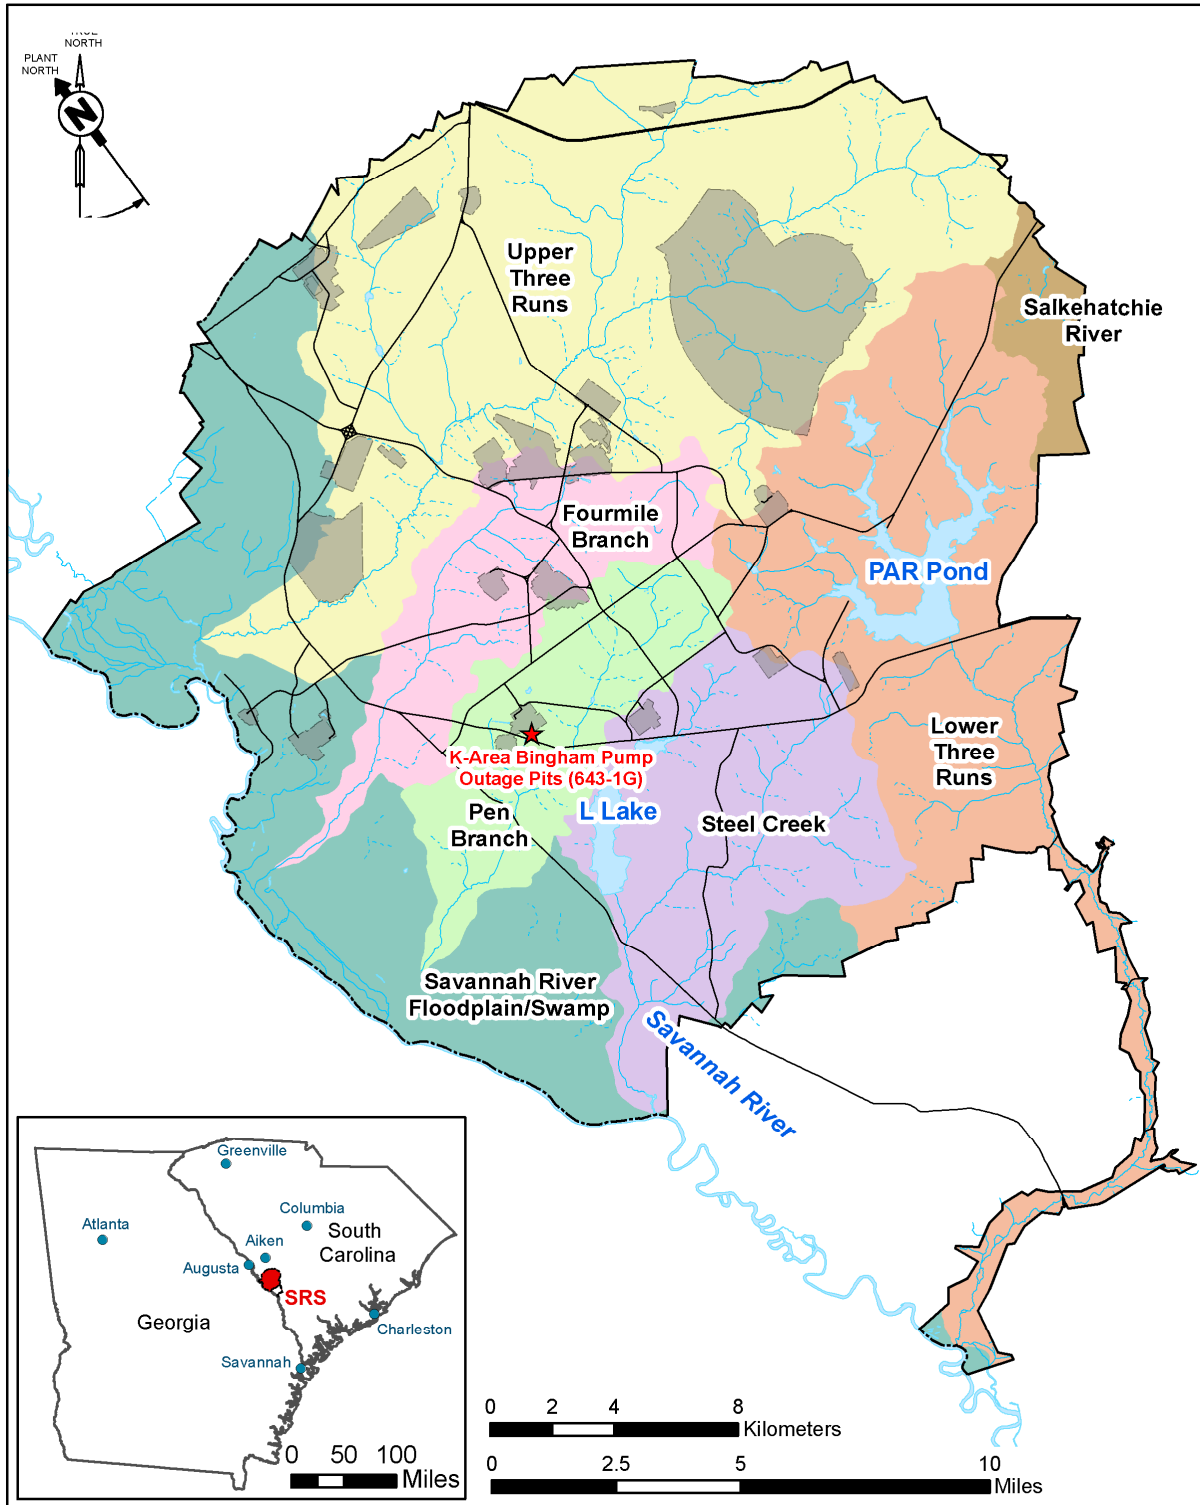 TRUE
NORTH
PLANT
NORTH
N
Upper
Three
Runs
Salkehatchie
River
Fourmile
Branch
PAR Pond
Lower
Three
Runs
K-Area Bingham Pump
Outage Pits (643-1G)
Pen
Branch
L Lake
Steel Creek
Savannah River
Floodplain/Swamp
Savannah River
Greenville
Columbia
Atlanta
South
Carolina
Aiken
Augusta
SRS
Georgia
Charleston
Savannah
0 50 100
Miles
0 2 4 8
Kilometers
0 2.5 5 10
Miles